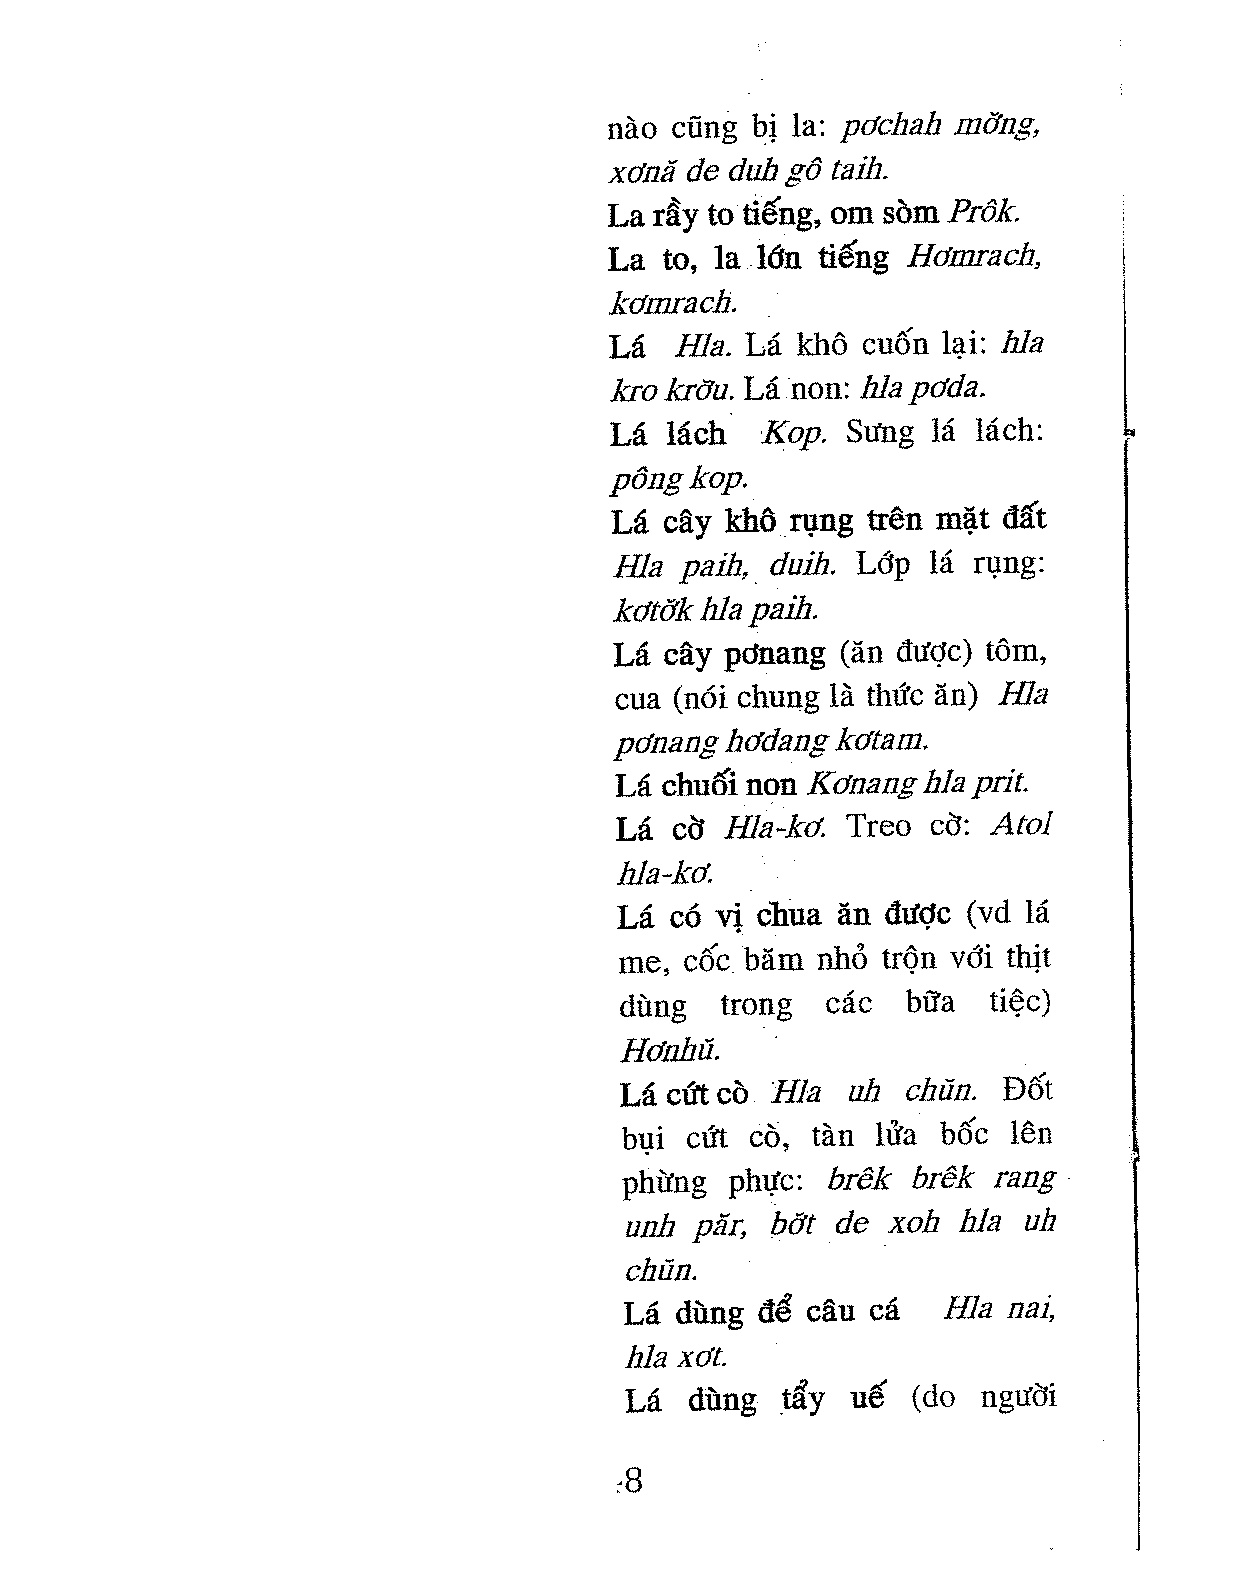 nào cũng bị la: pơchah mơ̆ng,
xơnă de duh gô taih.
La rầy to tiếng, om sòm Prôk.
La to, la lớn tiếng Hơmrach,
kơmrach.
Lá Hla. Lá khô cuốn lại: hla
kro krơ̆u. Lá non: hla pơda.
Lá lách Kop. Sưng lá lách:
pông kop.
Lá cây khô rụng trên mặt đất
Hla paih, duih. Lớp lá rụng:
kơtơ̆k hla paih.
Lá cây pơnang (ăn được) tôm,
cua (nói chung là thức ăn) Hla
pơnang hơdang kơtam.
Lá chuối non Kơnang hla prit.
Lá cờ Hla-kơ. Treo cờ: Atol
hla-kơ.
Lá có vị chua ăn được (vd lá
me, cốc băm nhỏ trộn với thịt
dùng trong các bữa tiệc)
Hơnhŭ.
Lá cứt cò Hla uh chŭn. Đốt
bụi cứt cò, tàn lửa bốc lên
phừng phực: brêk brêk rang
unh păr, bơ̆t de xoh hla uh
chŭn.
Lá dùng để câu cá Hla nai,
hla xơt.
Lá dùng tẩy uế (do người
8